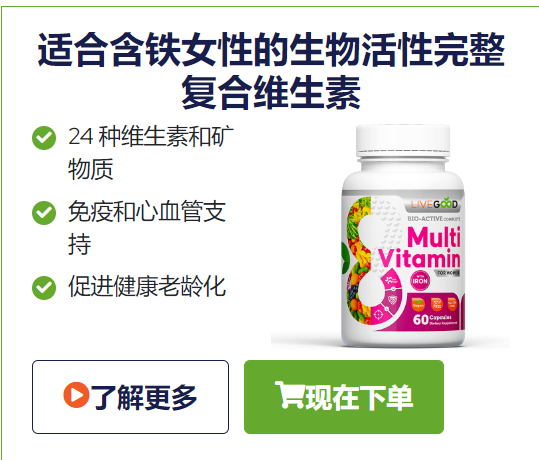 适合含铁女性的生物活性完整
复合维生素
24 种维生素和矿
物质
免疫和心血管支
持
促进健康老龄化
LIVEGOOD
BIO-ACTIVE COMPLETE
Multi
Vitamin
FOR WOMEN
WITH
IRON
60 Capsules
Dietary Supplement
了解更多
现在下单